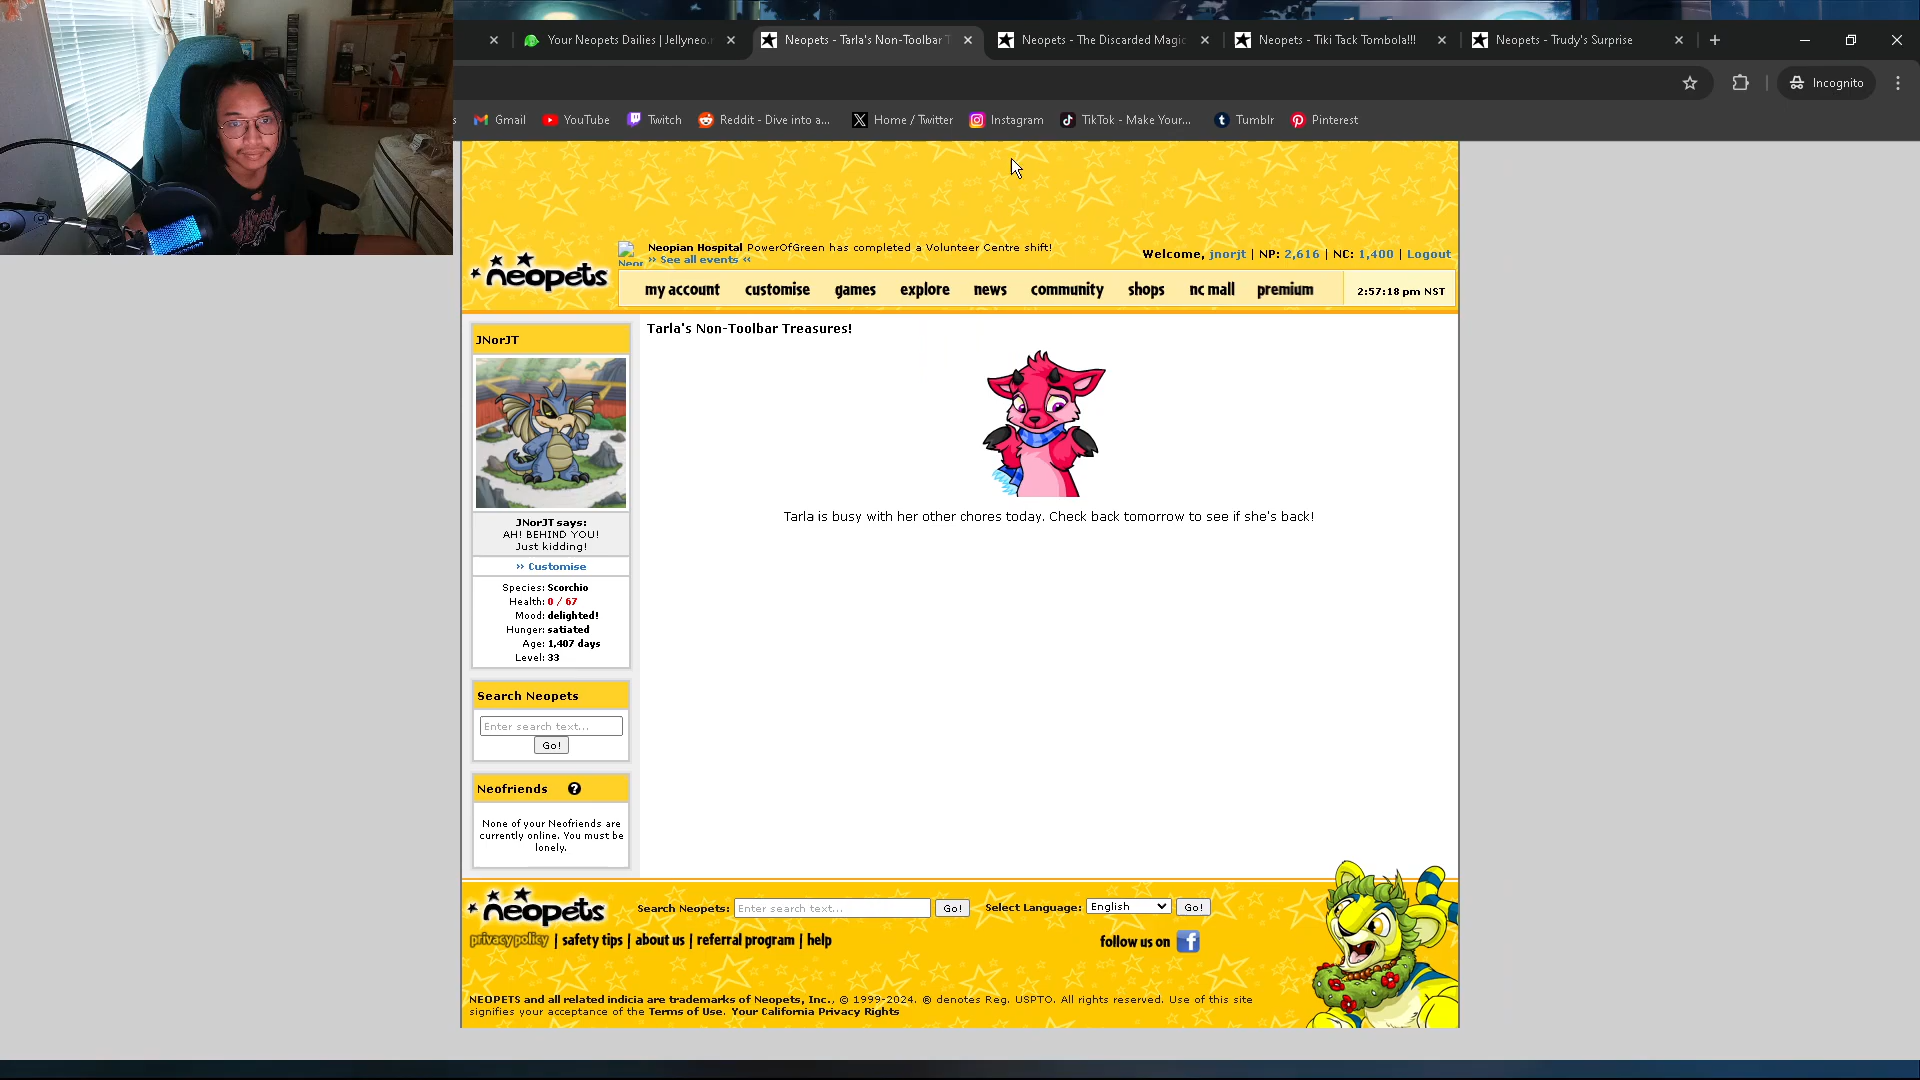 Your Neopets Dailies | Jellyneo.n
Neopets - Tarla's Non-Toolbar T
Neopets - The Discarded Magic
Neopets - Tiki Tack Tombola!!!
Neopets - Trudy's Surprise
Incognito
s
Gmail
YouTube
Twitch
Reddit - Dive into a...
Home / Twitter
Instagram
TikTok - Make Your...
Tumblr
Pinterest
Neopian Hospital PowerOfGreen has completed a Volunteer Centre shift!
›› See all events ‹‹
Welcome, jnorjt | NP: 2,616 | NC: 1,400 | Logout
neopets
my account
customise
games
explore
news
community
shops
nc mall
premium
2:57:18 pm NST
JNorJT
JNorJT says:
AH! BEHIND YOU!
Just kidding!
›› Customise
Species: Scorchio
Health: 0 / 67
Mood: delighted!
Hunger: satiated
Age: 1,407 days
Level: 33
Search Neopets
Enter search text...
Go!
Neofriends ?
None of your Neofriends are
currently online. You must be
lonely.
Tarla's Non-Toolbar Treasures!
Tarla is busy with her other chores today. Check back tomorrow to see if she's back!
neopets
Search Neopets: Enter search text... Go!
Select Language: English Go!
privacy policy | safety tips | about us | referral program | help
follow us on f
NEOPETS and all related indicia are trademarks of Neopets, Inc., © 1999-2024. ® denotes Reg. USPTO. All rights reserved. Use of this site
signifies your acceptance of the Terms of Use. Your California Privacy Rights